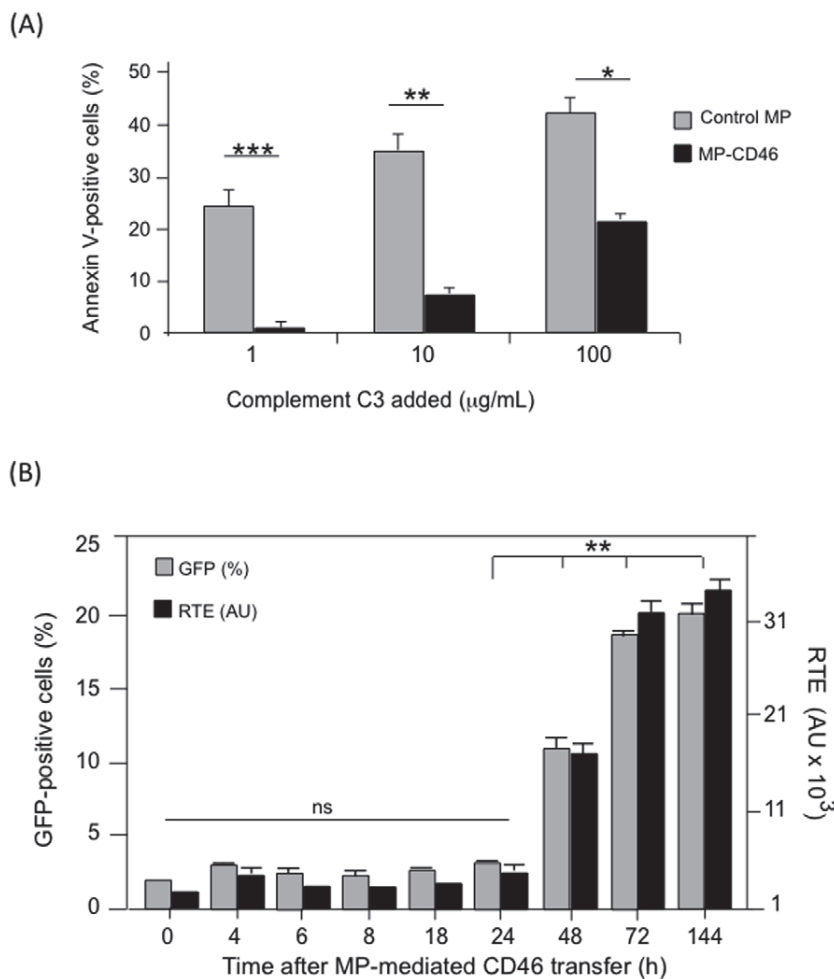 (A)
Annexin V-positive cells (%)
50
40
30
20
10
0
***
**
*
Control MP
MP-CD46
1 10 100
Complement C3 added (μg/mL)
(B)
GFP-positive cells (%)
25
20
15
10
5
0
GFP (%)
RTE (AU)
ns
**
31
21
11
1
RTE (AU x 10³)
0 4 6 8 18 24 48 72 144
Time after MP-mediated CD46 transfer (h)